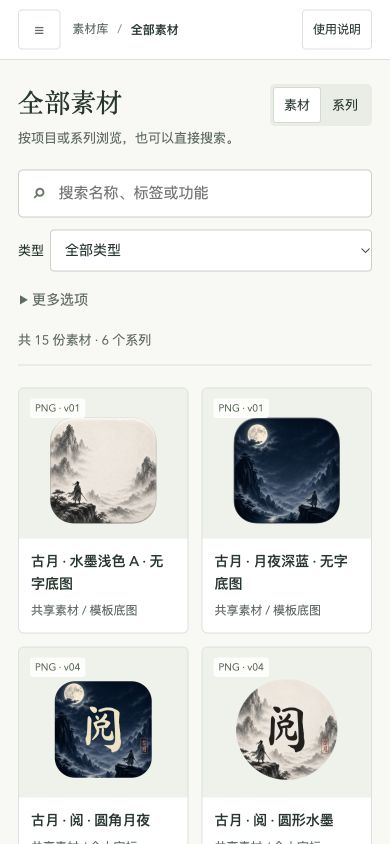 ≡ 素材库 / 全部素材 使用说明
全部素材
素材 系列
按项目或系列浏览，也可以直接搜索。
搜索名称、标签或功能
类型 全部类型
▶ 更多选项
共 15 份素材 · 6 个系列
PNG · v01
古月 · 水墨浅色 A · 无
字底图
共享素材 / 模板底图
PNG · v01
古月 · 月夜深蓝 · 无字
底图
共享素材 / 模板底图
PNG · v04
阅
古月 · 阅 · 圆角月夜
PNG · v04
阅
古月 · 阅 · 圆形水墨